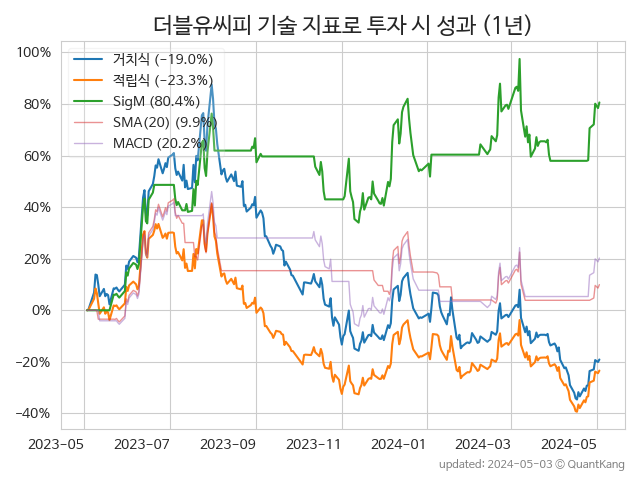 더블유씨피 기술 지표로 투자 시 성과 (1년)
100%
80%
60%
40%
20%
0%
−20%
−40%
거치식 (−19.0%)
적립식 (−23.3%)
SigM (80.4%)
SMA(20) (9.9%)
MACD (20.2%)
2023−05
2023−07
2023−09
2023−11
2024−01
2024−03
2024−05
updated: 2024−05−03 © QuantKang